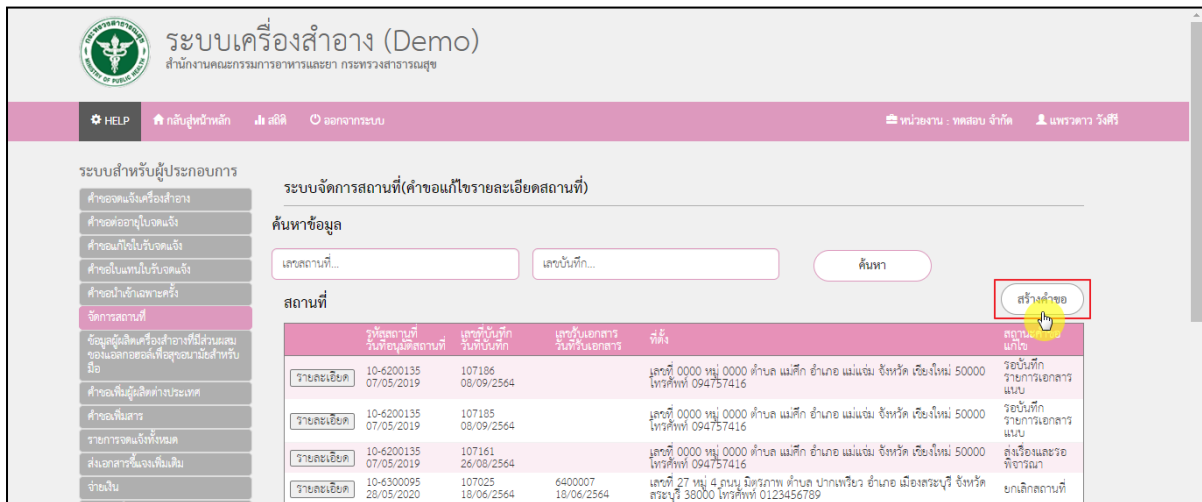 ระบบเครื่องสำอาง (Demo)
สำนักงานคณะกรรมการอาหารและยา กระทรวงสาธารณสุข
HELP กลับสู่หน้าหลัก สถิติ ออกจากระบบ หน่วยงาน : ทดสอบ จำกัด แพรวดาว วังศิริ
ระบบสำหรับผู้ประกอบการ
คำขอจดแจ้งเครื่องสำอาง
คำขอต่ออายุใบจดแจ้ง
คำขอแก้ไขใบรับจดแจ้ง
คำขอใบแทนใบรับจดแจ้ง
คำขอนำเข้าเฉพาะครั้ง
จัดการสถานที่
ข้อมูลผู้ผลิตเครื่องสำอางที่มีส่วนผสม
ของแอลกอฮอล์เพื่อสุขอนามัยสำหรับ
มือ
คำขอเพิ่มผู้ผลิตต่างประเทศ
คำขอเพิ่มสาร
รายการจดแจ้งทั้งหมด
ส่งเอกสารชี้แจงเพิ่มเติม
จ่ายเงิน
ระบบจัดการสถานที่(คำขอแก้ไขรายละเอียดสถานที่)
ค้นหาข้อมูล
เลขสถานที่... เลขบันทึก... ค้นหา
สถานที่ สร้างคำขอ
รหัสสถานที่ เลขที่บันทึก เลขรับเอกสาร ที่ตั้ง
วันที่อนุมัติสถานที่ วันที่บันทึก วันที่รับเอกสาร แก้ไข
รายละเอียด 10-6200135 107186 เลขที่ 0000 หมู่ 0000 ตำบล แม่ศึก อำเภอ แม่แจ่ม จังหวัด เชียงใหม่ 50000 รอบันทึก
07/05/2019 08/09/2564 โทรศัพท์ 094757416 รายการเอกสาร
แนบ
รายละเอียด 10-6200135 107185 เลขที่ 0000 หมู่ 0000 ตำบล แม่ศึก อำเภอ แม่แจ่ม จังหวัด เชียงใหม่ 50000 รอบันทึก
07/05/2019 08/09/2564 โทรศัพท์ 094757416 รายการเอกสาร
แนบ
รายละเอียด 10-6200135 107161 เลขที่ 0000 หมู่ 0000 ตำบล แม่ศึก อำเภอ แม่แจ่ม จังหวัด เชียงใหม่ 50000 ส่งเรื่องและรอ
07/05/2019 26/08/2564 โทรศัพท์ 094757416 พิจารณา
รายละเอียด 10-6300095 107025 6400007 เลขที่ 27 หมู่ 4 ถนน มิตรภาพ ตำบล ปากเพรียว อำเภอ เมืองสระบุรี จังหวัด ยกเลิกสถานที่
28/05/2020 18/06/2564 18/06/2564 สระบุรี 38000 โทรศัพท์ 0123456789